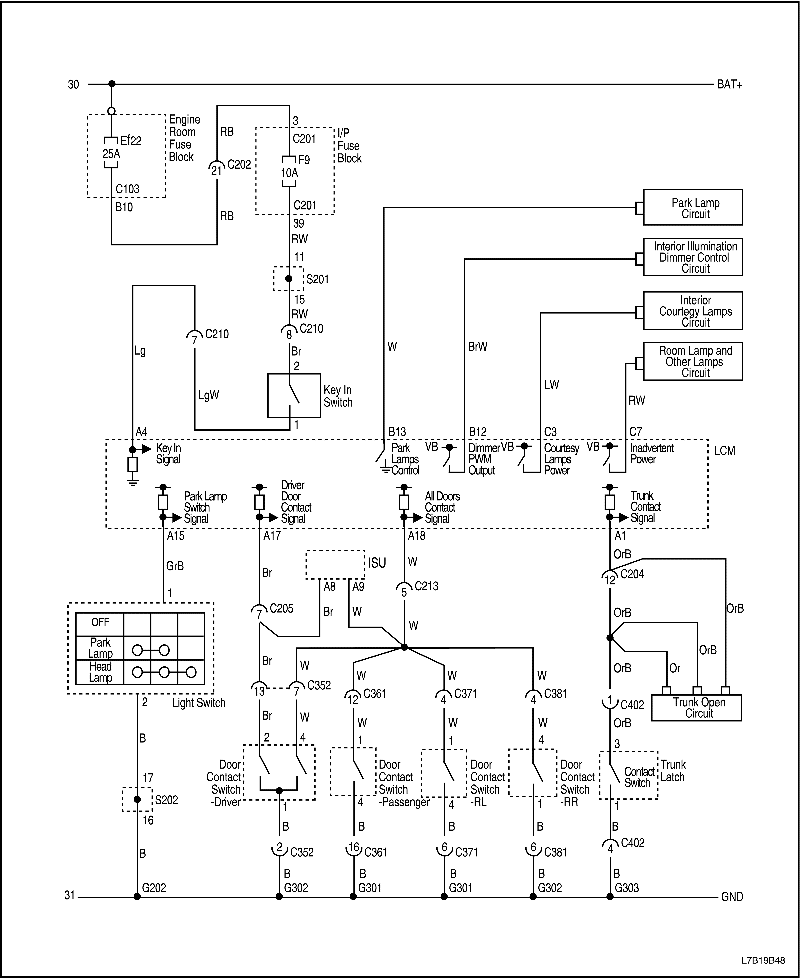 30
BAT+
Engine
Room
Fuse
Block
Ef22
25A
C103
B10
RB
21
C202
RB
3
C201
F9
10A
C201
I/P
Fuse
Block
39
RW
11
S201
15
RW
8
C210
Br
2
Key In
Switch
1
Lg
7
C210
LgW
Park Lamp
Circuit
Interior Illumination
Dimmer Control
Circuit
Interior
Courtegy Lamps
Circuit
Room Lamp and
Other Lamps
Circuit
W
BrW
LW
RW
A4
B13
B12
C3
C7
LCM
Key In
Signal
Park
Lamps
Control
VB
Dimmer
PWM
Output
VB
Courtesy
Lamps
Power
VB
Inadvertent
Power
Park Lamp
Switch
Signal
Driver
Door
Contact
Signal
All Doors
Contact
Signal
Trunk
Contact
Signal
A15
A17
A18
A1
GrB
Br
ISU
A8
A9
W
OrB
5
C213
12
C204
1
7
C205
Br
W
W
OrB
OrB
OrB
OFF
Park
Lamp
Head
Lamp
Light Switch
2
Br
W
13
7
C352
W
12
C361
W
4
C371
W
4
C381
OrB
Or
1
C402
Trunk Open
Circuit
Br
W
W
W
W
OrB
2
4
1
1
4
3
Door
Contact
Switch
-Driver
Door
Contact
Switch
-Passenger
Door
Contact
Switch
-RL
Door
Contact
Switch
-RR
Contact
Switch
Trunk
Latch
B
17
S202
16
B
1
4
4
1
1
B
B
B
B
B
2
C352
16
C361
6
C371
6
C381
4
C402
B
B
B
B
31
G202
G302
G301
G301
G302
G303
GND
L7B19B48